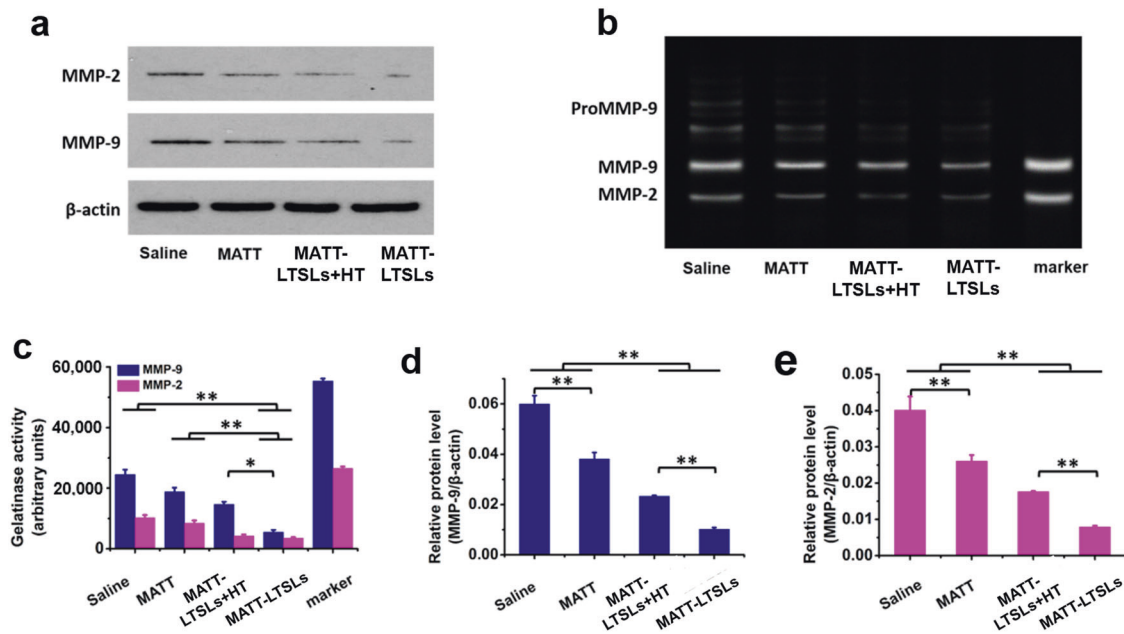 a
MMP-2
MMP-9
β-actin
Saline
MATT
MATT-
LTSLs+HT
MATT-
LTSLs
b
ProMMP-9
MMP-9
MMP-2
Saline
MATT
MATT-
LTSLs+HT
MATT-
LTSLs
marker
c
Gelatinase activity
(arbitrary units)
60,000
40,000
20,000
0
MMP-9
MMP-2
**
**
*
Saline
MATT
MATT-
LTSLs+HT
MATT-LTSLs
marker
d
Relative protein level
(MMP-9/β-actin)
0.06
0.04
0.02
0.00
**
**
**
Saline
MATT
MATT-
LTSLs+HT
MATT-LTSLs
e
Relative protein level
(MMP-2/β-actin)
0.05
0.04
0.03
0.02
0.01
0.00
**
**
**
Saline
MATT
MATT-
LTSLs+HT
MATT-LTSLs